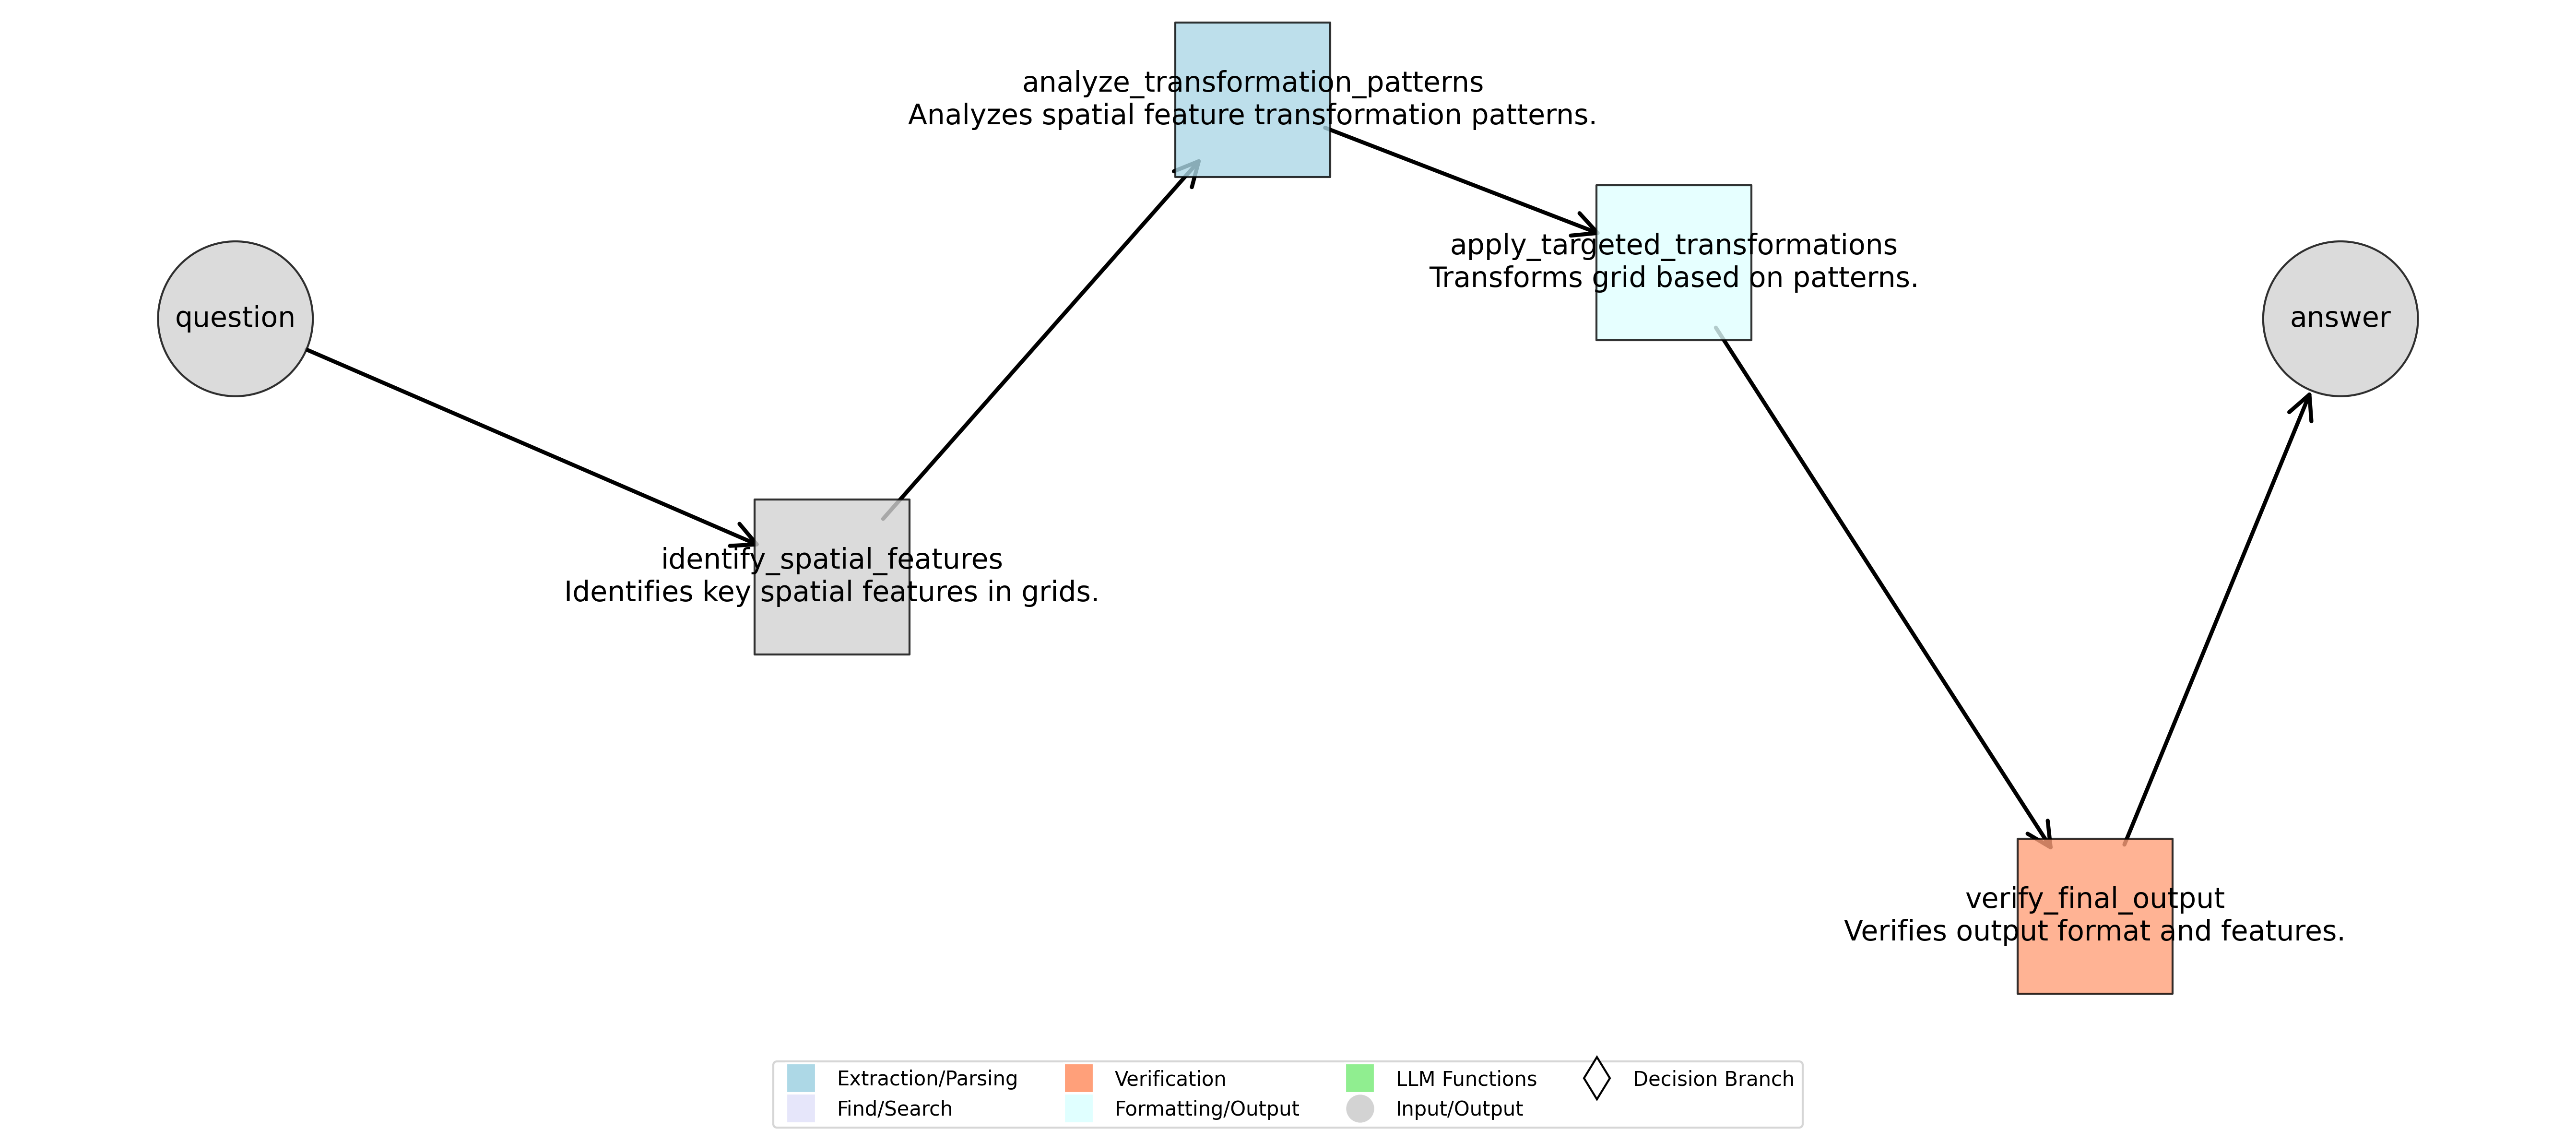 analyze_transformation_patterns
Analyzes spatial feature transformation patterns.
apply_targeted_transformations
Transforms grid based on patterns.
question
answer
identify_spatial_features
Identifies key spatial features in grids.
verify_final_output
Verifies output format and features.
Extraction/Parsing
Find/Search
Verification
Formatting/Output
LLM Functions
Input/Output
Decision Branch